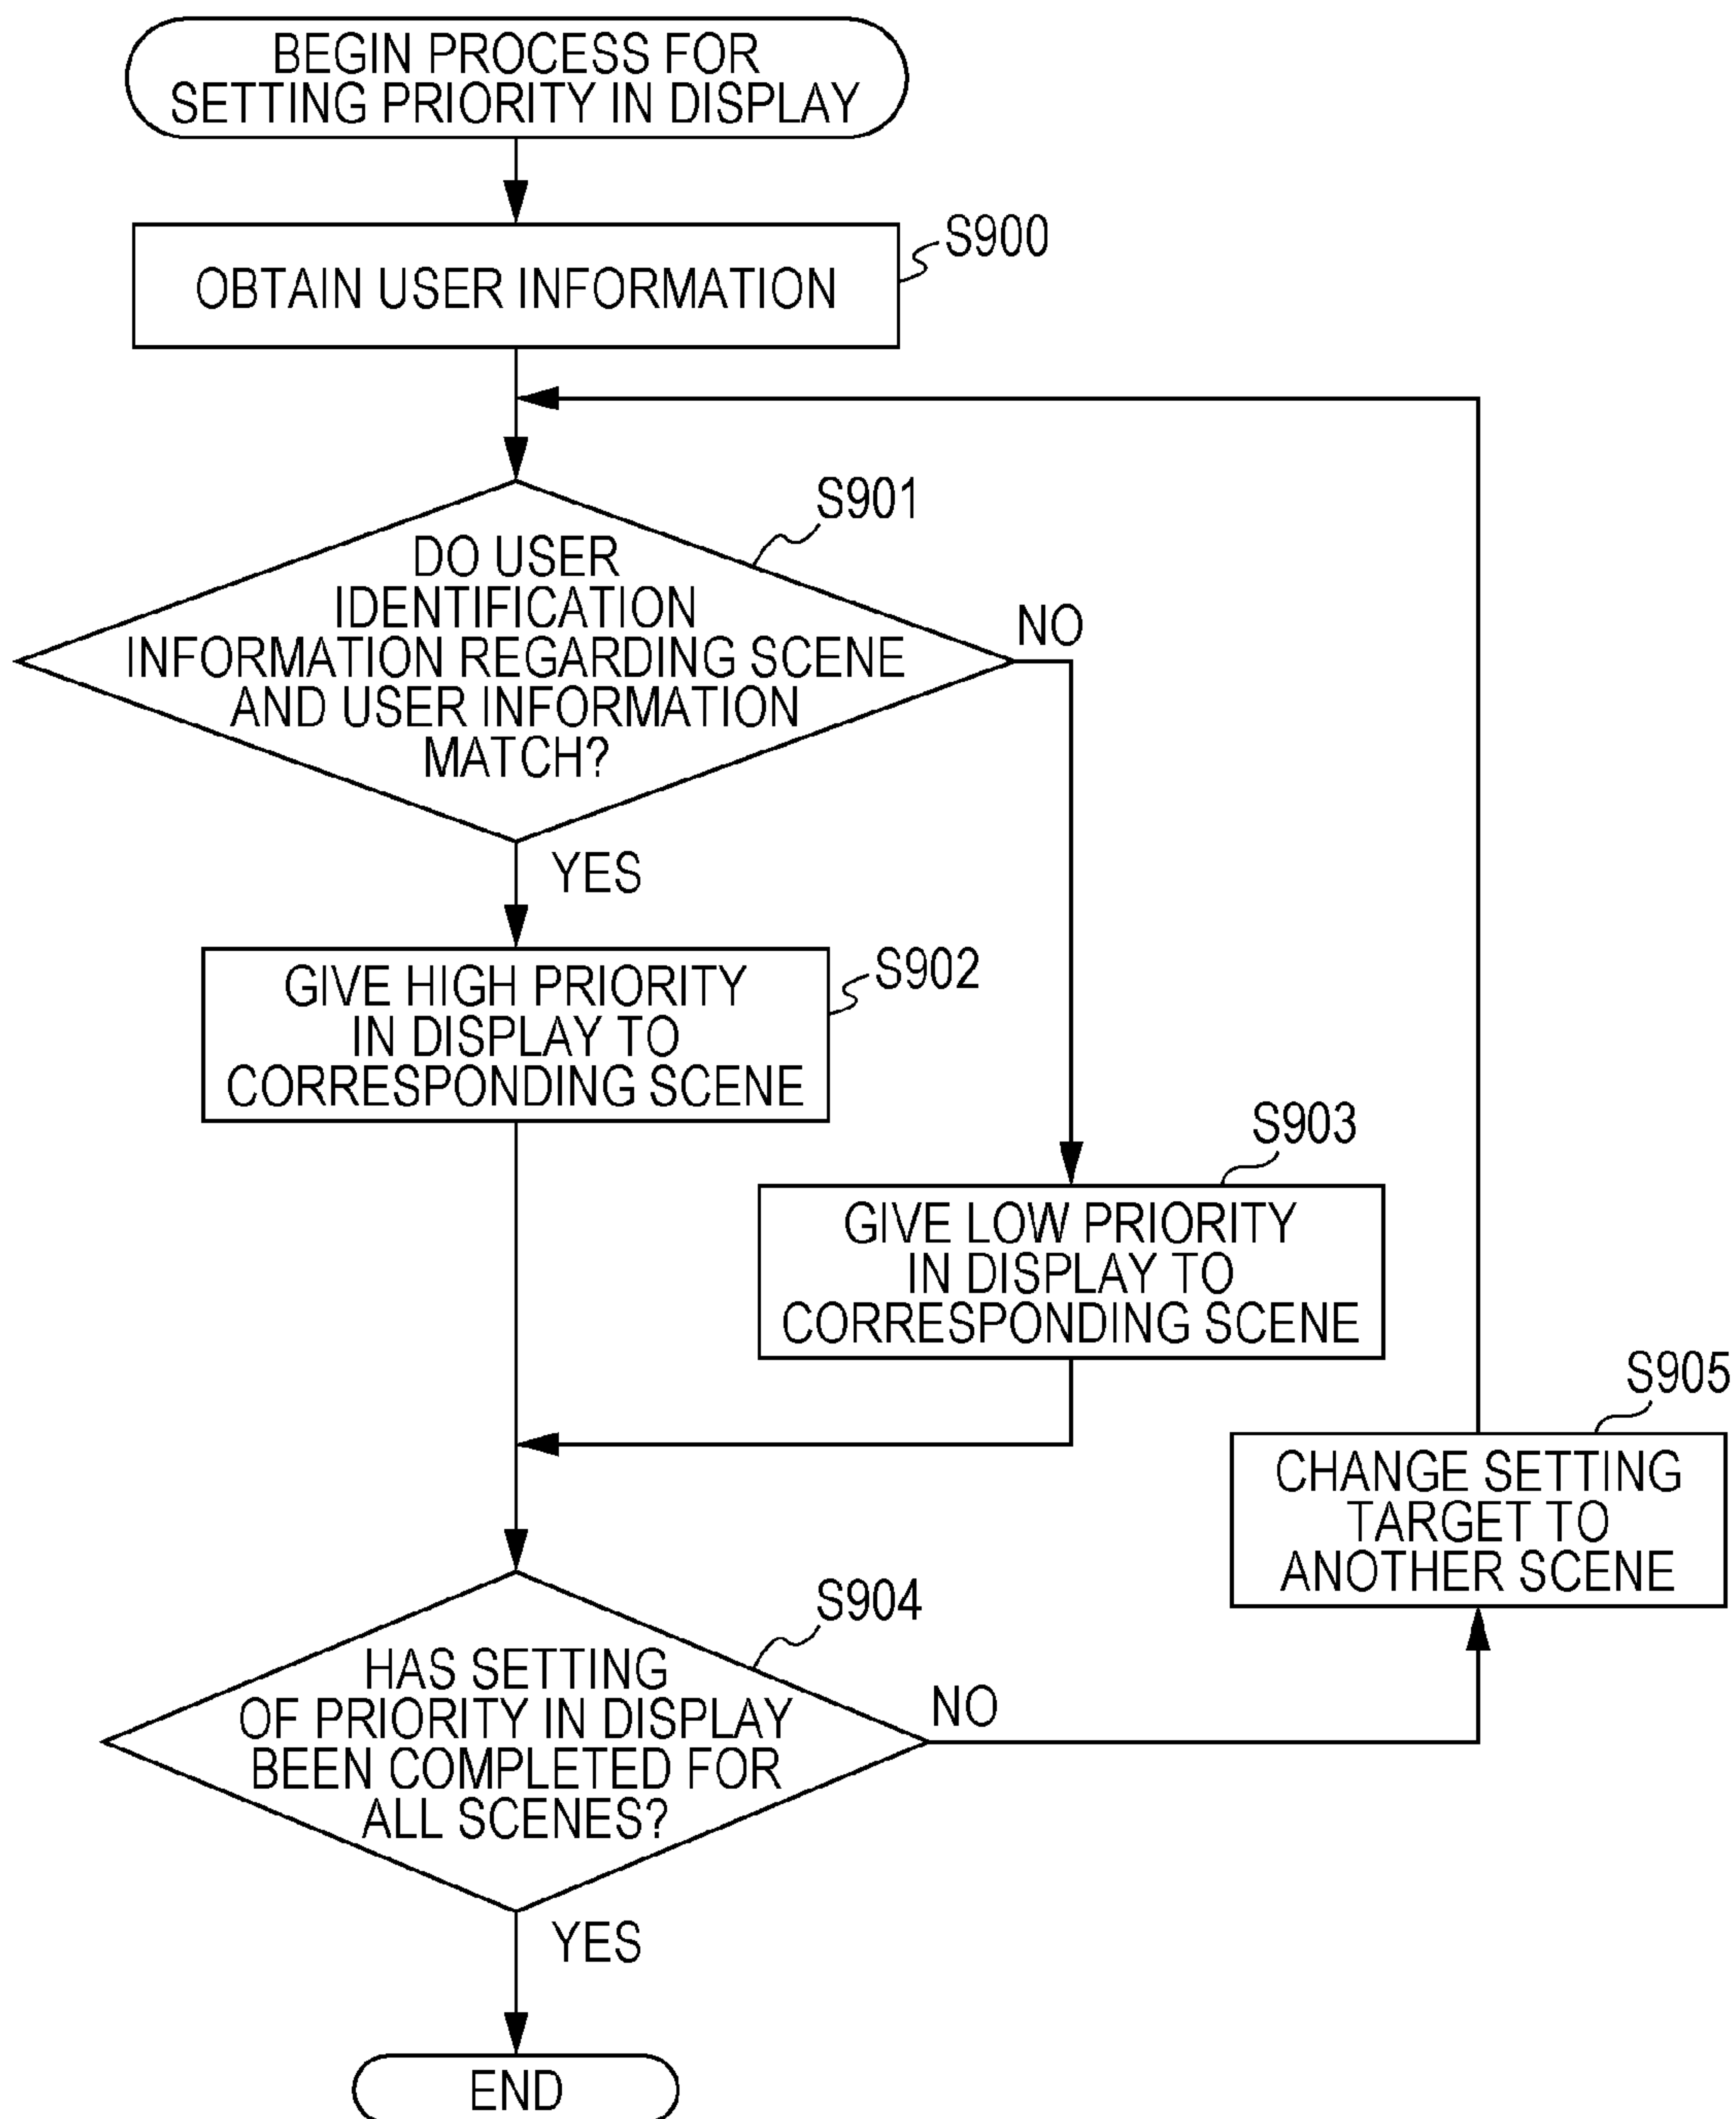 BEGIN PROCESS FOR
SETTING PRIORITY IN DISPLAY
S900
OBTAIN USER INFORMATION
S901
DO USER
IDENTIFICATION
INFORMATION REGARDING SCENE
AND USER INFORMATION
MATCH?
NO
YES
S902
GIVE HIGH PRIORITY
IN DISPLAY TO
CORRESPONDING SCENE
S903
GIVE LOW PRIORITY
IN DISPLAY TO
CORRESPONDING SCENE
S905
CHANGE SETTING
TARGET TO
ANOTHER SCENE
S904
HAS SETTING
OF PRIORITY IN DISPLAY
BEEN COMPLETED FOR
ALL SCENES?
NO
YES
END